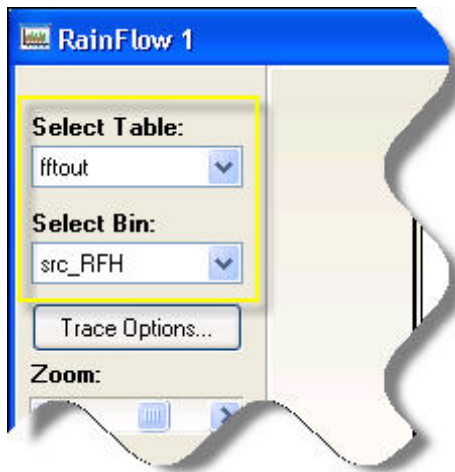 RainFlow 1
Select Table:
fftout
Select Bin:
src_RFH
Trace Options...
Zoom: